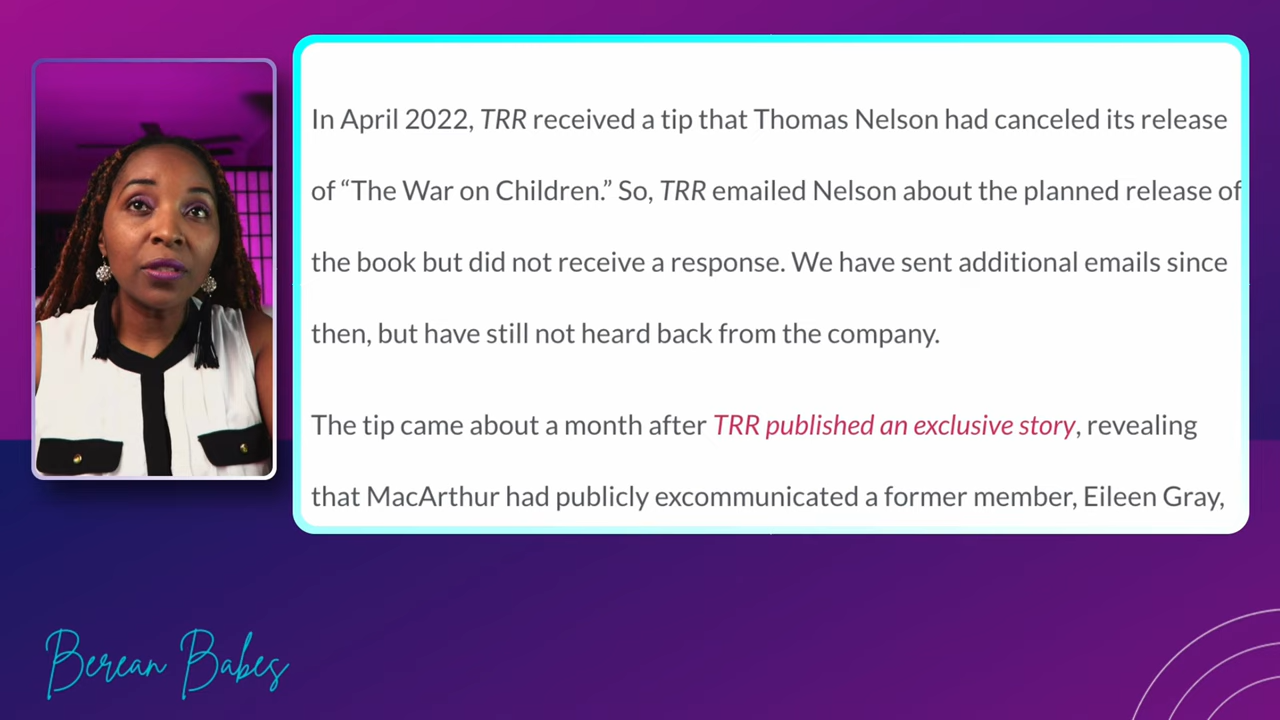 In April 2022, TRR received a tip that Thomas Nelson had canceled its release
of “The War on Children.” So, TRR emailed Nelson about the planned release of
the book but did not receive a response. We have sent additional emails since
then, but have still not heard back from the company.
The tip came about a month after TRR published an exclusive story, revealing
that MacArthur had publicly excommunicated a former member, Eileen Gray,
Berean Babes